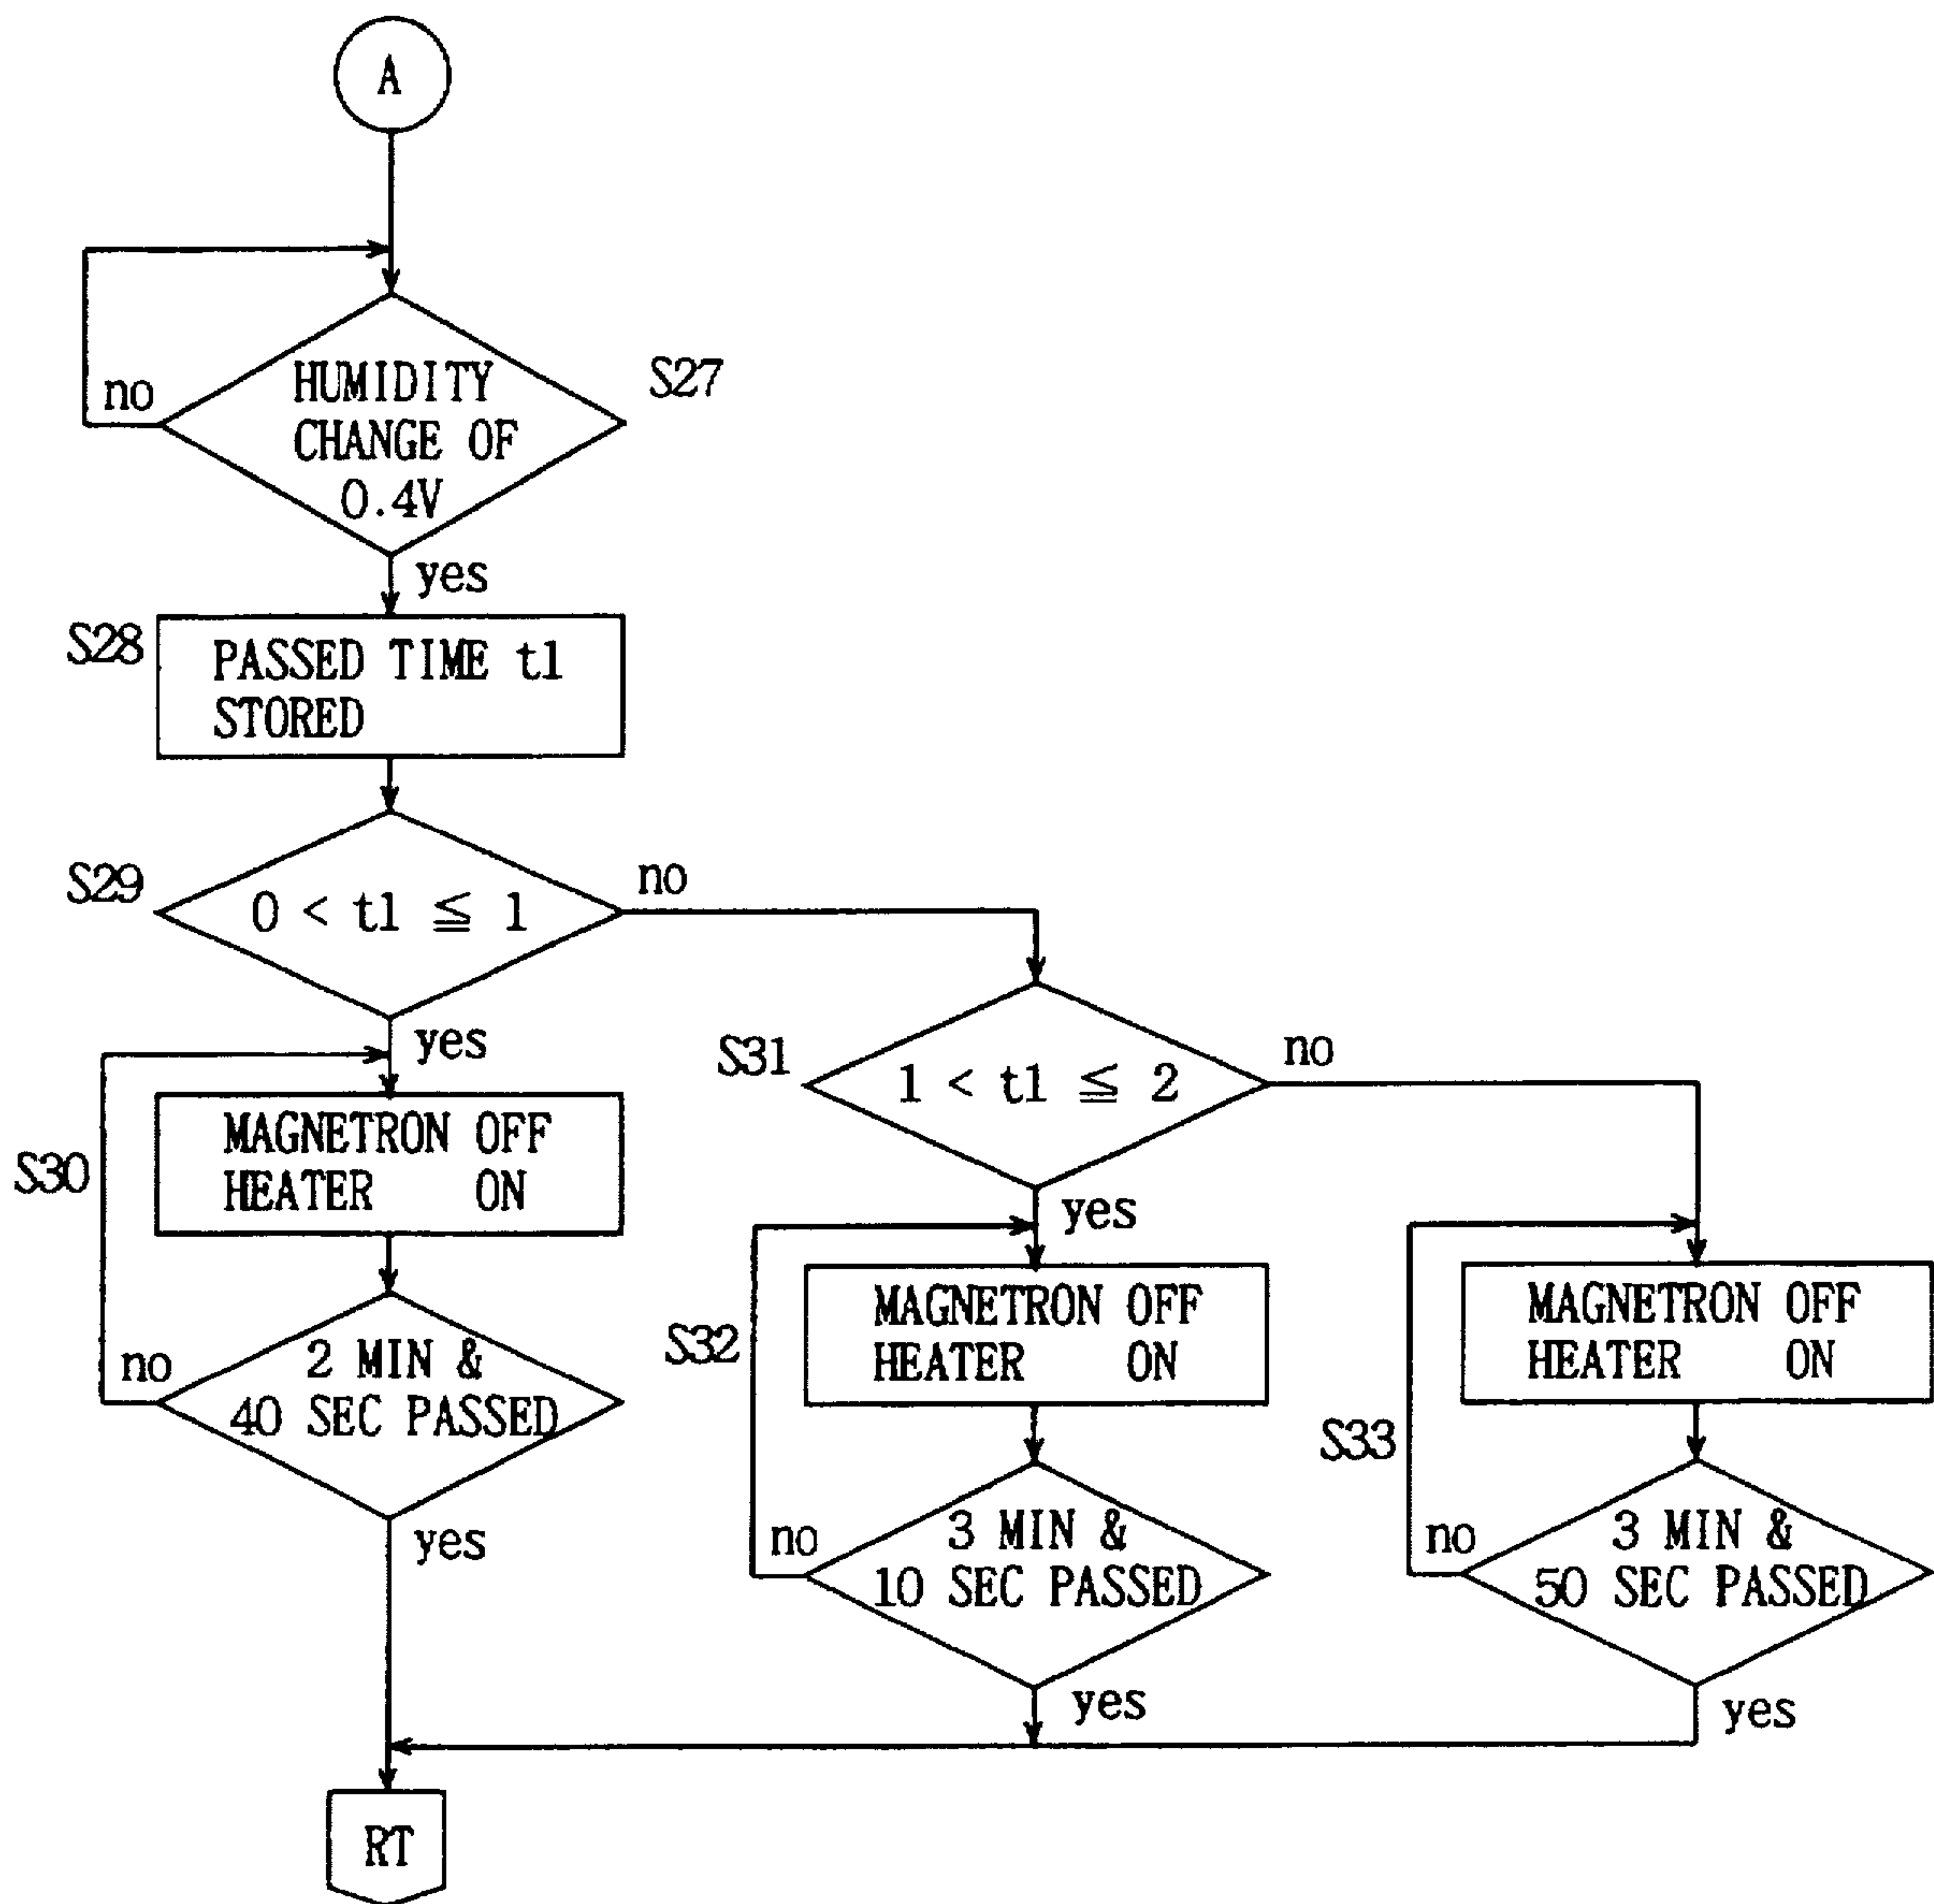 A
HUMIDITY
CHANGE OF
0.4V
S27
no
yes
S28
PASSED TIME t1
STORED
S29
0 < t1 ≦ 1
no
yes
S30
MAGNETRON OFF
HEATER ON
2 MIN &
40 SEC PASSED
no
yes
S31
1 < t1 ≦ 2
no
yes
S32
MAGNETRON OFF
HEATER ON
3 MIN &
10 SEC PASSED
no
yes
S33
MAGNETRON OFF
HEATER ON
3 MIN &
50 SEC PASSED
no
yes
RT